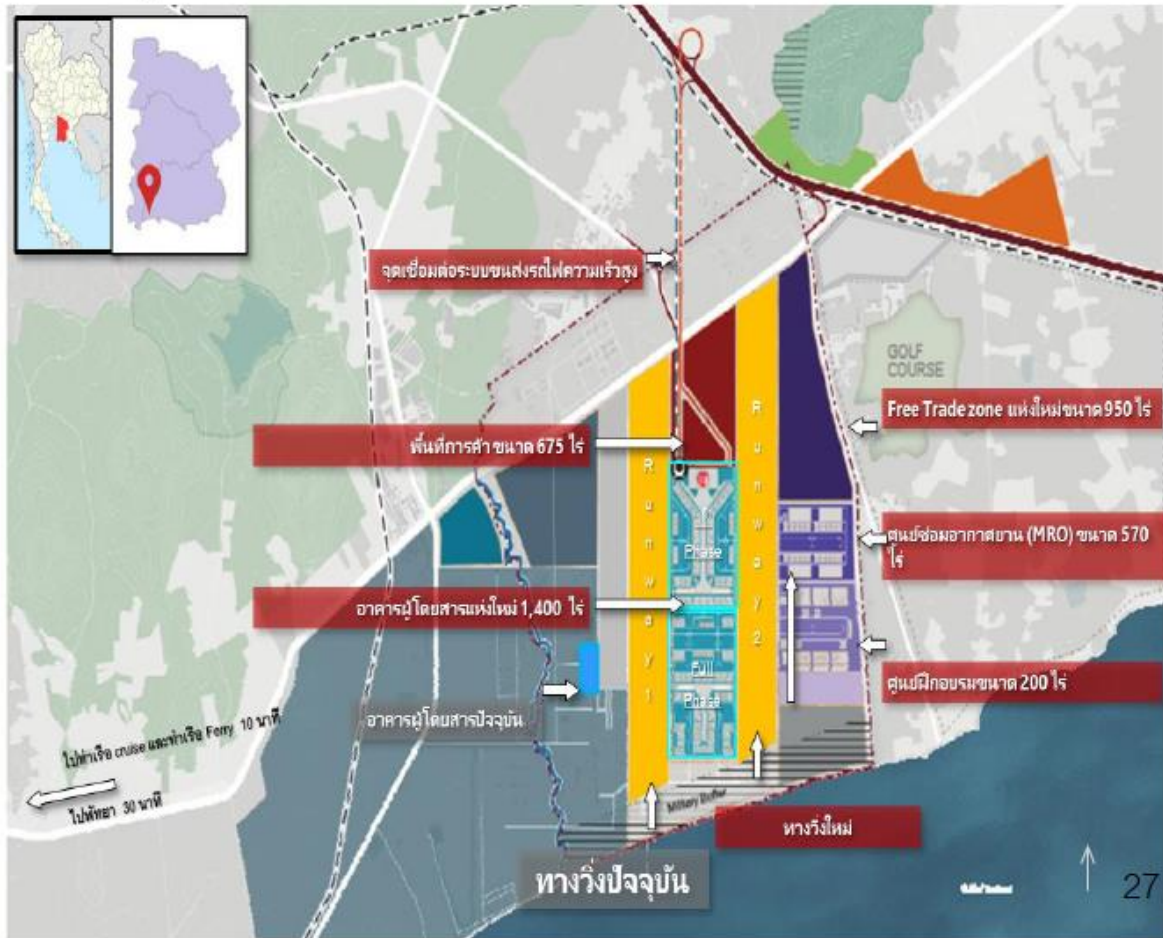 จุดเชื่อมต่อระบบขนส่งรถไฟความเร็วสูง
GOLF
COURSE
Free Trade zone แห่งใหม่ขนาด 950 ไร่
พื้นที่การค้า ขนาด 675 ไร่
Runway 1
Runway 2
Phase
ศูนย์ซ่อมอากาศยาน (MRO) ขนาด 570
ไร่
อาคารผู้โดยสารแห่งใหม่ 1,400 ไร่
Full
Phase
ศูนย์ฝึกอบรมขนาด 200 ไร่
อาคารผู้โดยสารปัจจุบัน
ไปท่าเรือ cruise และท่าเรือ Ferry 10 นาที
ไปพัทยา 30 นาที
Military Buffer
ทางวิ่งใหม่
ทางวิ่งปัจจุบัน
27